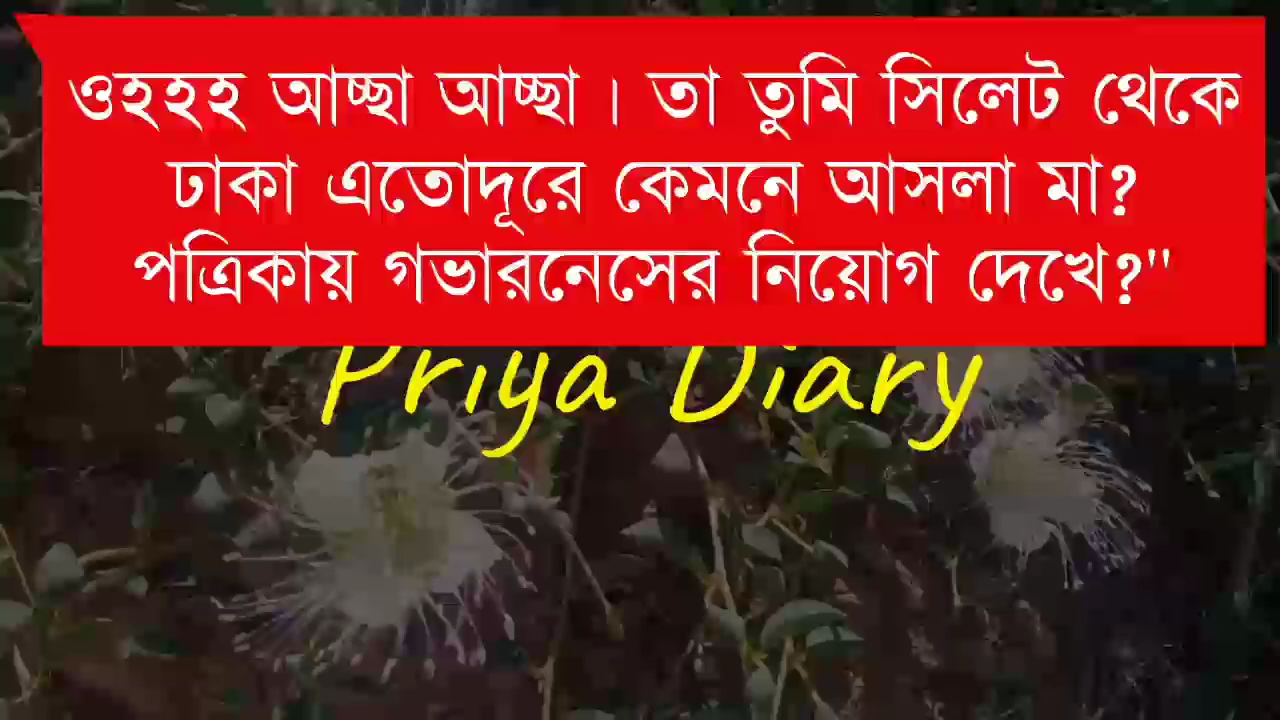 ওহহহ আচ্ছা আচ্ছা। তা তুমি সিলেট থেকে
ঢাকা এতোদূরে কেমনে আসলা মা?
পত্রিকায় গভারনেসের নিয়োগ দেখে?"
Priya Diary